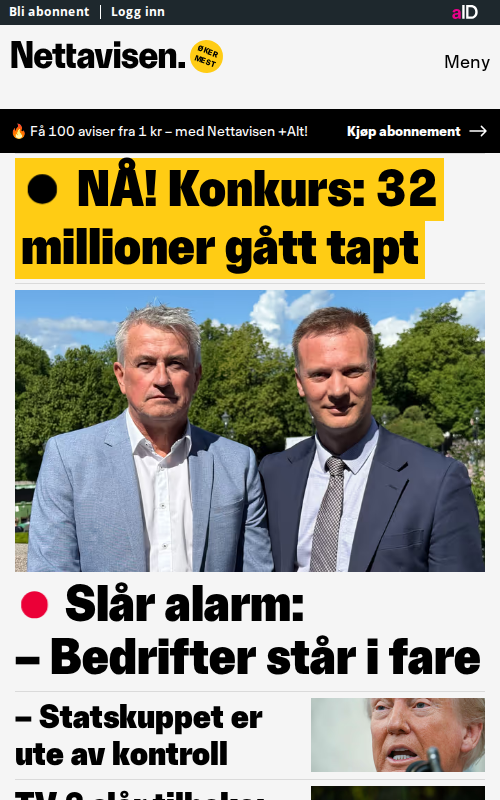 Bli abonnent | Logg inn
aID
Nettavisen.
ØKER
MEST
Meny
🔥 Få 100 aviser fra 1 kr – med Nettavisen +Alt!
Kjøp abonnement →
NÅ! Konkurs: 32
millioner gått tapt
Slår alarm:
– Bedrifter står i fare
– Statskuppet er
ute av kontroll